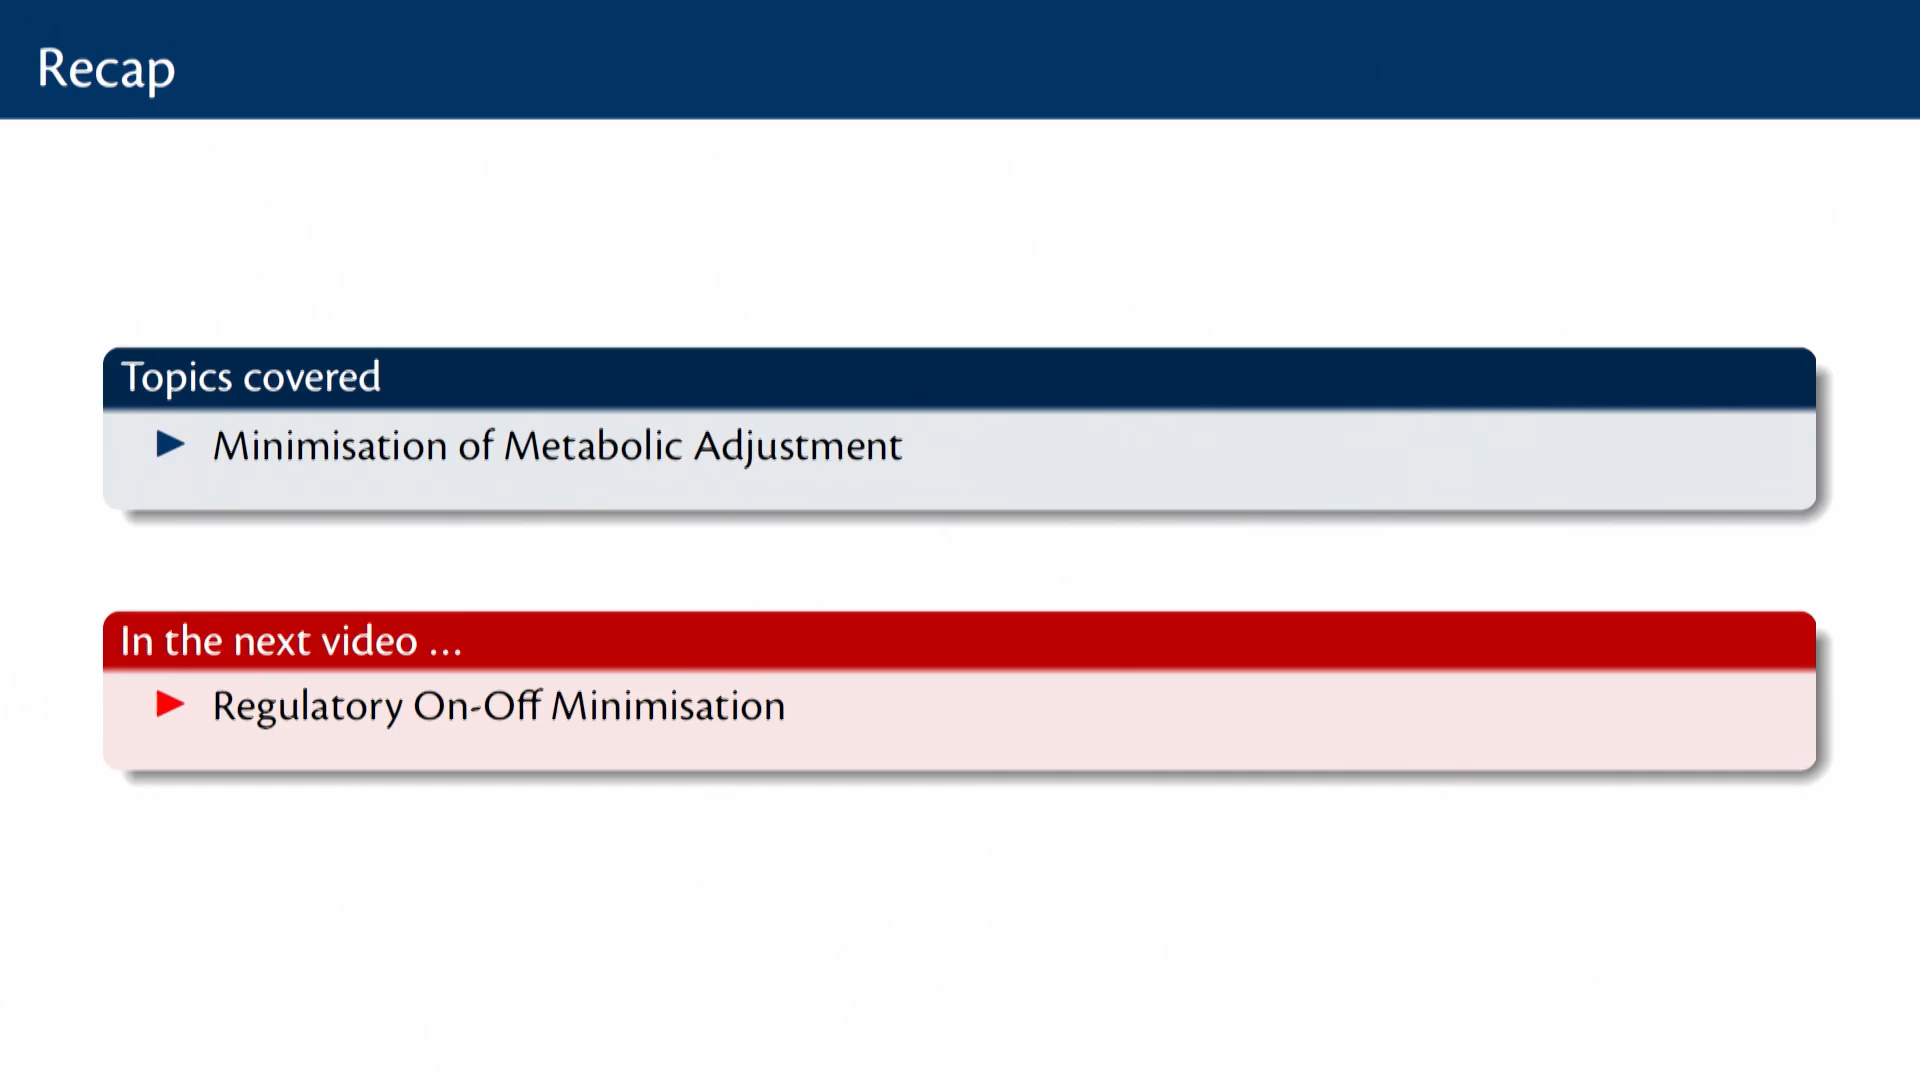 Recap
Topics covered
Minimisation of Metabolic Adjustment
In the next video ...
Regulatory On-Off Minimisation